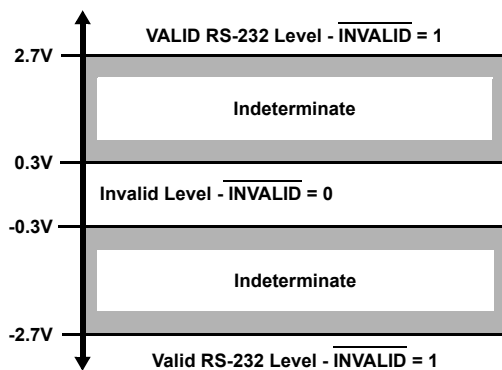 VALID RS-232 Level - INVALID = 1
2.7V
Indeterminate
0.3V
Invalid Level - INVALID = 0
-0.3V
Indeterminate
-2.7V
Valid RS-232 Level - INVALID = 1